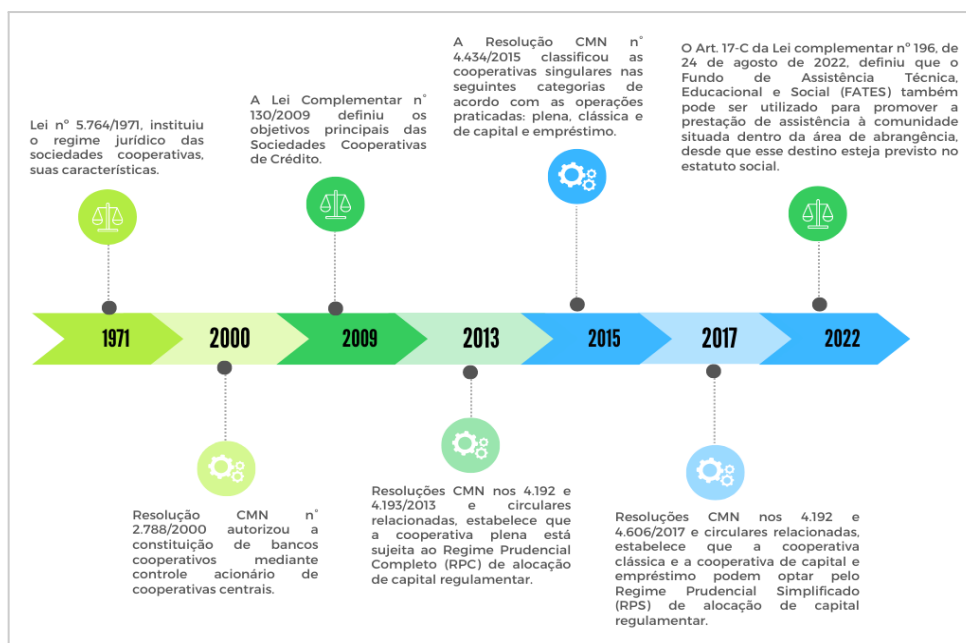 Lei nº 5.764/1971, instituiu
o regime jurídico das
sociedades cooperativas,
suas características.
A Lei Complementar n°
130/2009 definiu os
objetivos principais das
Sociedades Cooperativas
de Crédito.
A Resolução CMN n°
4.434/2015 classificou as
cooperativas singulares nas
seguintes categorias de
acordo com as operações
praticadas: plena, clássica e
de capital e empréstimo.
O Art. 17-C da Lei complementar nº 196, de
24 de agosto de 2022, definiu que o
Fundo de Assistência Técnica,
Educacional e Social (FATES) também
pode ser utilizado para promover a
prestação de assistência à comunidade
situada dentro da área de abrangência,
desde que esse destino esteja previsto no
estatuto social.
1971
2000
2009
2013
2015
2017
2022
Resolução CMN n°
2.788/2000 autorizou a
constituição de bancos
cooperativos mediante
controle acionário de
cooperativas centrais.
Resoluções CMN nos 4.192 e
4.193/2013 e circulares
relacionadas, estabelece que
a cooperativa plena está
sujeita ao Regime Prudencial
Completo (RPC) de alocação
de capital regulamentar.
Resoluções CMN nos 4.192 e
4.606/2017 e circulares relacionadas,
estabelece que a cooperativa
clássica e a cooperativa de capital e
empréstimo podem optar pelo
Regime Prudencial Simplificado
(RPS) de alocação de capital
regulamentar.